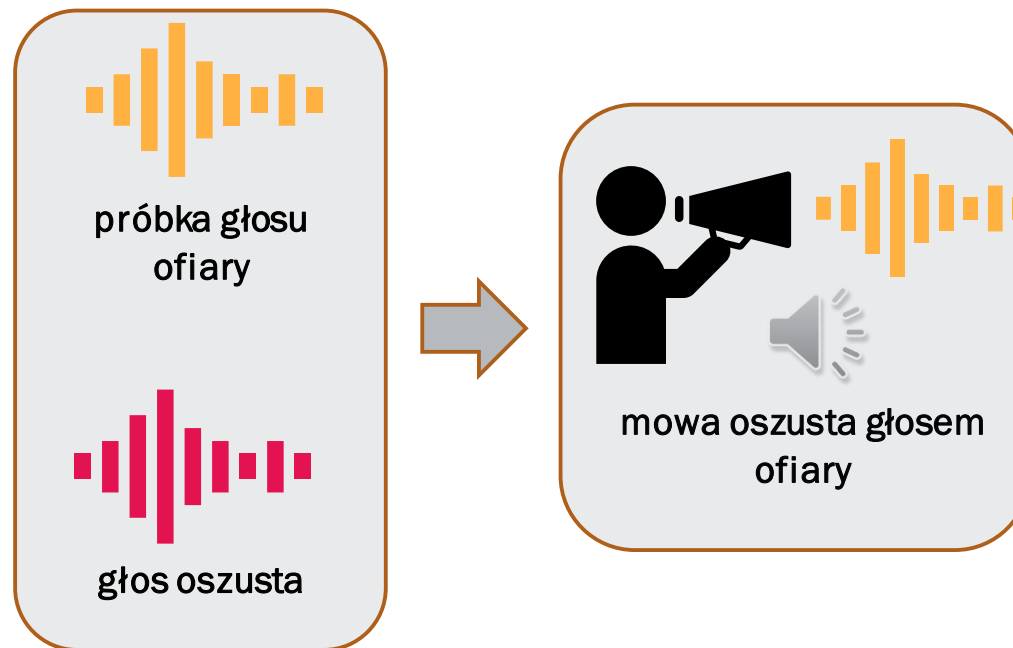 próbka głosu
ofiary
głos oszusta
mowa oszusta głosem
ofiary